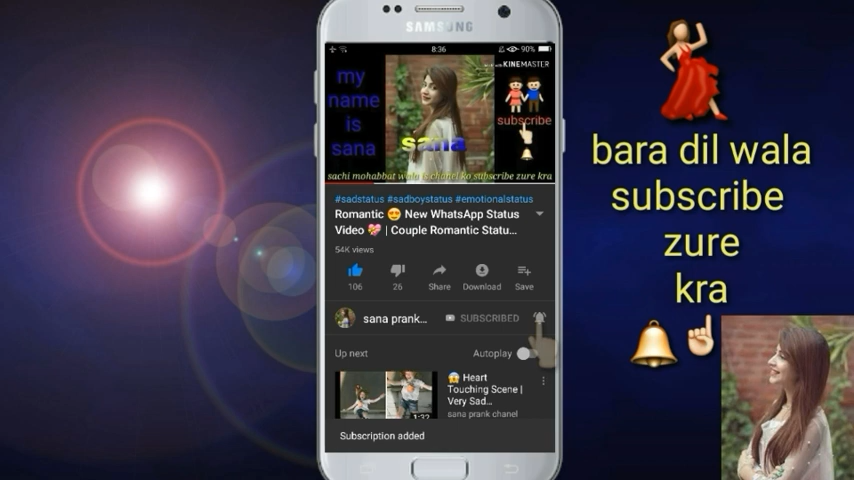 SAMSUNG
8:36
90%
my
name
is
sana
KINEMASTER
subscribe
sana
sachi mohabbat wala is chanel ko subscribe zure kra
#sadstatus #sadboystatus #emotionalstatus
Romantic 😍 New WhatsApp Status
Video 💘 | Couple Romantic Statu...
54K views
106
26
Share
Download
Save
sana prank...
SUBSCRIBED
Up next
Autoplay
😱 Heart
Touching Scene |
Very Sad...
sana prank chanel
1:32
Subscription added
bara dil wala
subscribe
zure
kra